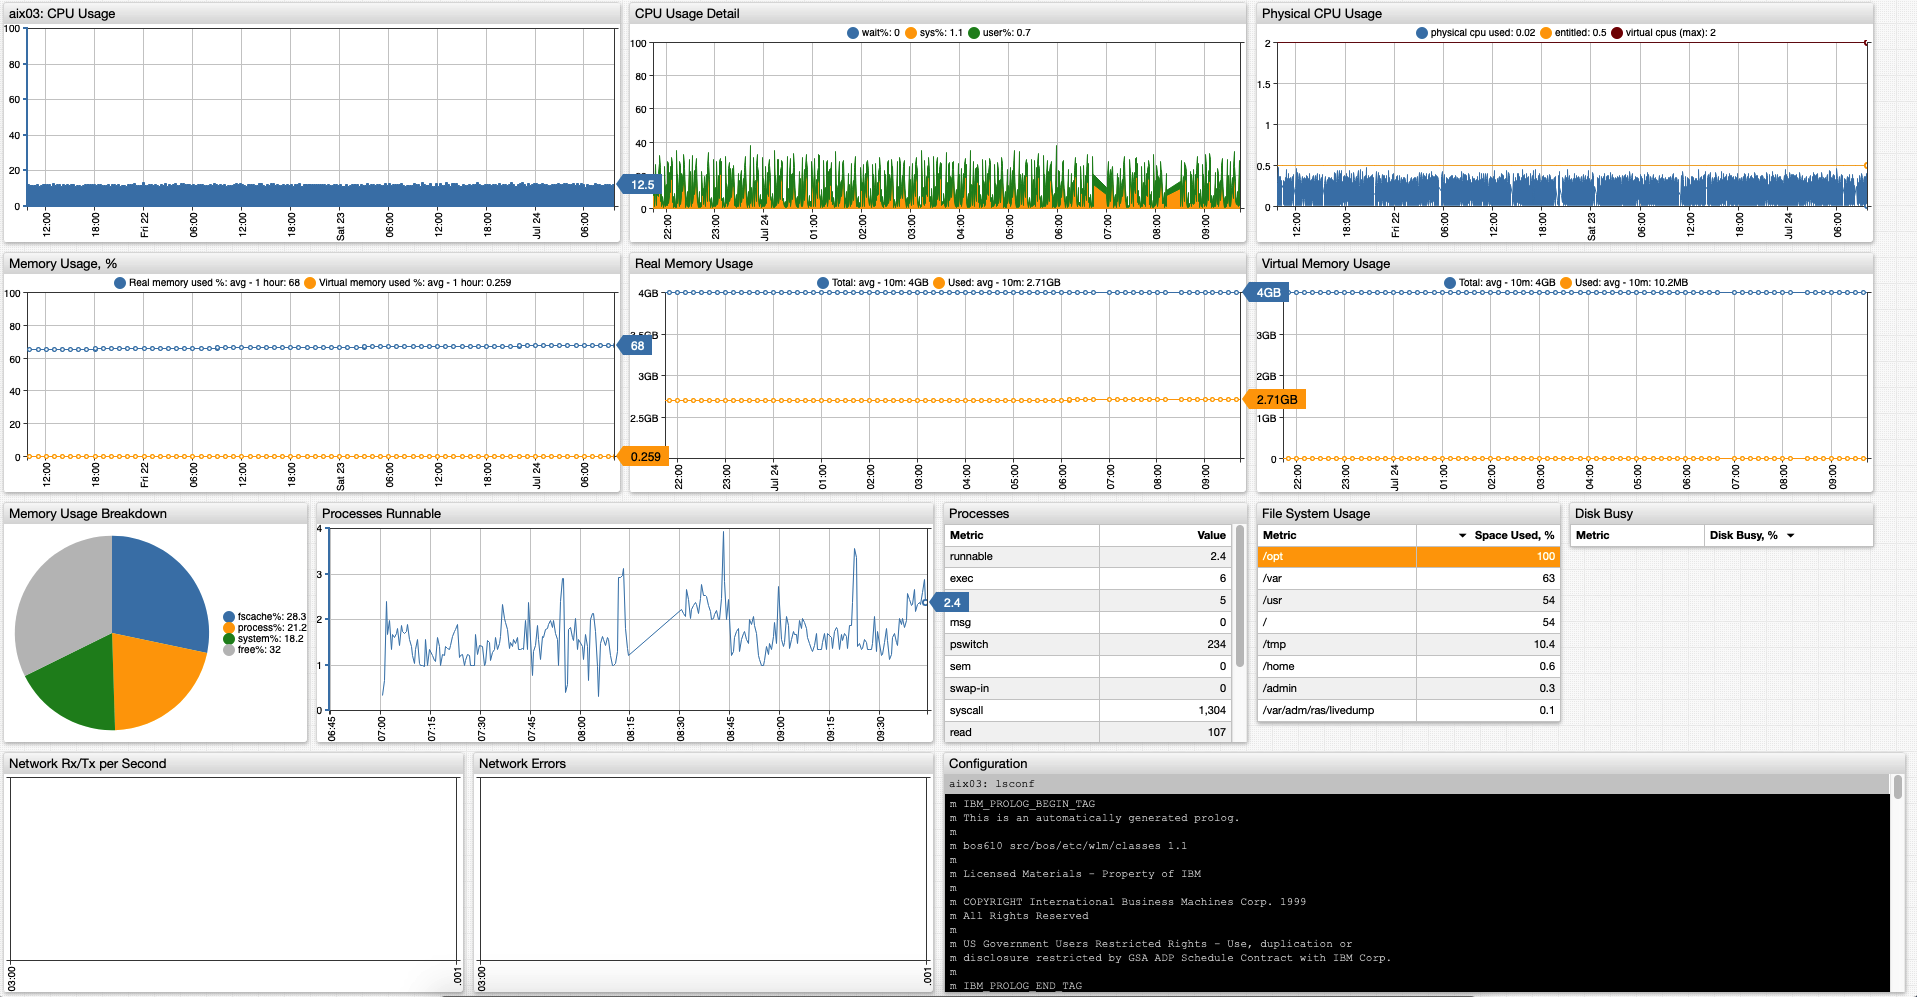 aix03: CPU Usage
100
80
60
40
20
0
12:00 18:00 Fri 22 06:00 12:00 18:00 Sat 23 06:00 12:00 18:00 Jul 24 06:00
12.5
CPU Usage Detail
wait%: 0 sys%: 1.1 user%: 0.7
100
80
60
40
20
0
22:00 23:00 Jul 24 01:00 02:00 03:00 04:00 05:00 06:00 07:00 08:00 09:00
Physical CPU Usage
physical cpu used: 0.02 entitled: 0.5 virtual cpus (max): 2
2
1.5
1
0.5
0
12:00 18:00 Fri 22 06:00 12:00 18:00 Sat 23 06:00 12:00 18:00 Jul 24 06:00
Memory Usage, %
Real memory used %: avg - 1 hour: 68 Virtual memory used %: avg - 1 hour: 0.259
100
80
60
40
20
0
12:00 18:00 Fri 22 06:00 12:00 18:00 Sat 23 06:00 12:00 18:00 Jul 24 06:00
68
0.259
Real Memory Usage
Total: avg - 10m: 4GB Used: avg - 10m: 2.71GB
4GB
3.5GB
3GB
2.5GB
22:00 23:00 Jul 24 01:00 02:00 03:00 04:00 05:00 06:00 07:00 08:00 09:00
4GB
2.71GB
Virtual Memory Usage
Total: avg - 10m: 4GB Used: avg - 10m: 10.2MB
3GB
2GB
1GB
0
22:00 23:00 Jul 24 01:00 02:00 03:00 04:00 05:00 06:00 07:00 08:00 09:00
Memory Usage Breakdown
fscache%: 28.3
process%: 21.2
system%: 18.2
free%: 32
Processes Runnable
4
3
2
1
0
06:45 07:00 07:15 07:30 07:45 08:00 08:15 08:30 08:45 09:00 09:15 09:30
2.4
Processes
Metric Value
runnable 2.4
exec 6
5
msg 0
pswitch 234
sem 0
swap-in 0
syscall 1,304
read 107
File System Usage
Metric Space Used, %
/opt 100
/var 63
/usr 54
/ 54
/tmp 10.4
/home 0.6
/admin 0.3
/var/adm/ras/livedump 0.1
Disk Busy
Metric Disk Busy, %
Network Rx/Tx per Second
03:00 .001
Network Errors
03:00 .001
Configuration
aix03: lsconf
m IBM_PROLOG_BEGIN_TAG
m This is an automatically generated prolog.
m
m bos610 src/bos/etc/wlm/classes 1.1
m
m Licensed Materials - Property of IBM
m
m COPYRIGHT International Business Machines Corp. 1999
m All Rights Reserved
m
m US Government Users Restricted Rights - Use, duplication or
m disclosure restricted by GSA ADP Schedule Contract with IBM Corp.
m
m IBM_PROLOG_END_TAG